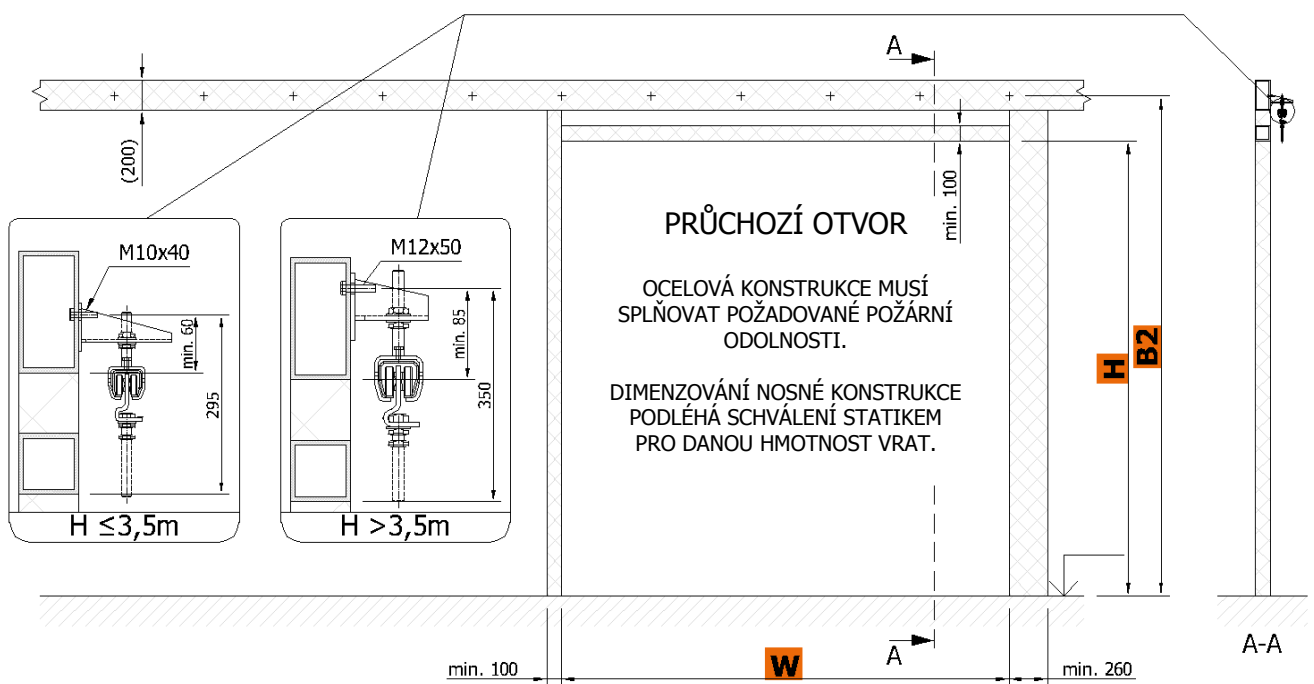 A
(200)
min. 100
PRŮCHOZÍ OTVOR
OCELOVÁ KONSTRUKCE MUSÍ
SPLŇOVAT POŽADOVANÉ POŽÁRNÍ
ODOLNOSTI.
DIMENZOVÁNÍ NOSNÉ KONSTRUKCE
PODLÉHÁ SCHVÁLENÍ STATIKEM
PRO DANOU HMOTNOST VRAT.
M10x40
min. 60
295
H ≤3,5m
M12x50
min. 85
350
H >3,5m
H
B2
A
A-A
min. 100
W
min. 260